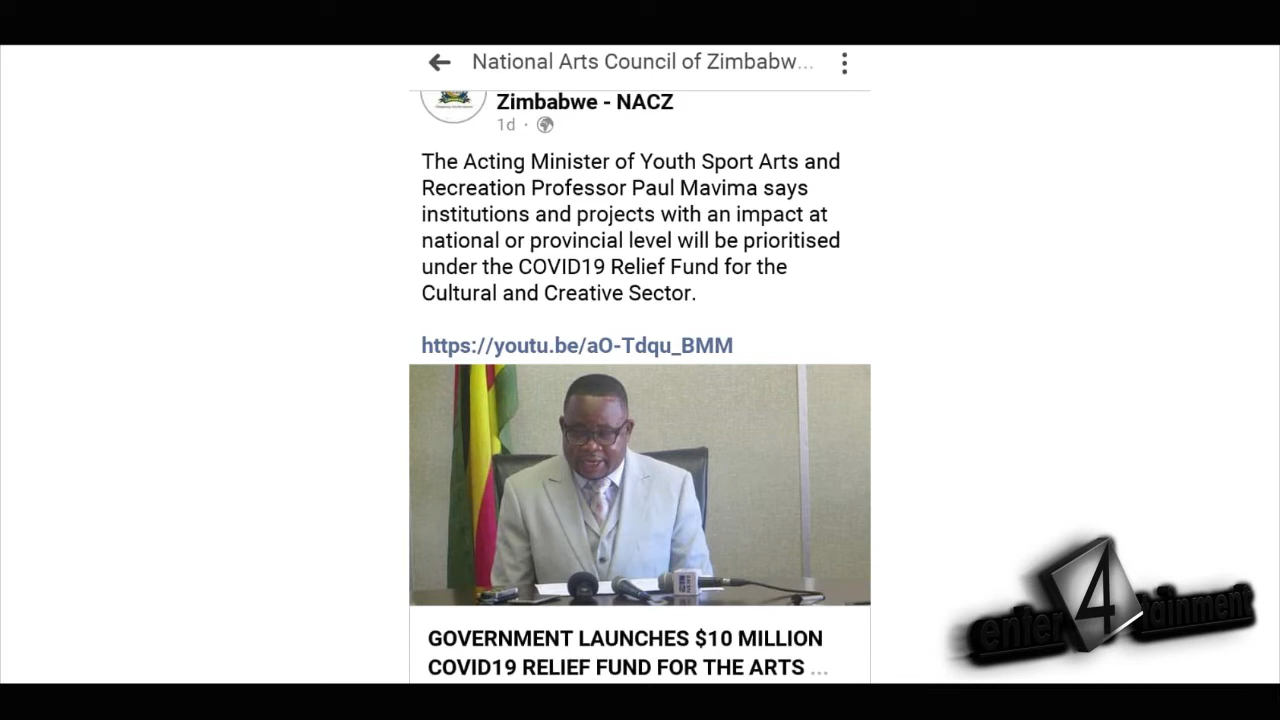 National Arts Council of Zimbabw...
Zimbabwe - NACZ
1d ·
The Acting Minister of Youth Sport Arts and
Recreation Professor Paul Mavima says
institutions and projects with an impact at
national or provincial level will be prioritised
under the COVID19 Relief Fund for the
Cultural and Creative Sector.
https://youtu.be/aO-Tdqu_BMM
GOVERNMENT LAUNCHES $10 MILLION
COVID19 RELIEF FUND FOR THE ARTS ...
enter4tainment